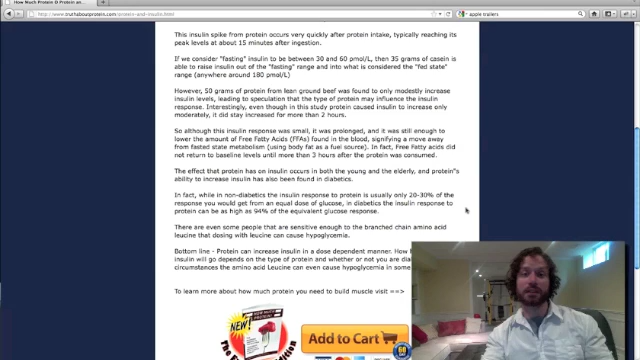 How Much Protein D Protein an...
http://www.truthaboutprotein.com/protein-and-insulin.html
apple trailers
This insulin spike from protein occurs very quickly after protein intake, typically reaching its
peak levels at about 15 minutes after ingestion.
If we consider "fasting" insulin to be between 30 and 60 pmol/L, then 35 grams of casein is
able to raise insulin out of the "fasting" range and into what is considered the "fed state"
range (anywhere around 180 pmol/L)
However, 50 grams of protein from lean ground beef was found to only modestly increase
insulin levels, leading to speculation that the type of protein may influence the insulin
response. Interestingly, even though in this study protein caused insulin to increase only
moderately, it did stay increased for more than 2 hours.
So although this insulin response was small, it was prolonged, and it was still enough to
lower the amount of Free Fatty Acids (FFAs) found in the blood, signifying a move away
from fasted state metabolism (using body fat as a fuel source). In fact, Free Fatty acids did
not return to baseline levels until more than 3 hours after the protein was consumed.
The effect that protein has on insulin occurs in both the young and the elderly, and protein"s
ability to increase insulin has also been found in diabetics.
In fact, while in non-diabetics the insulin response to protein is usually only 20-30% of the
response you would get from an equal dose of glucose, in diabetics the insulin response to
protein can be as high as 94% of the equivalent glucose response.
There are even some people that are sensitive enough to the branched chain amino acid
leucine that dosing with leucine can cause hypoglycemia.
Bottom line - Protein can increase insulin in a dose dependent manner. How
insulin will go depends on the type of protein and whether or not you are dia
circumstances the amino acid Leucine can even cause hypoglycemia in some
To learn more about how much protein you need to build muscle visit ==>
NEW!
HOW MUCH PROTEIN?
Add to Cart
60